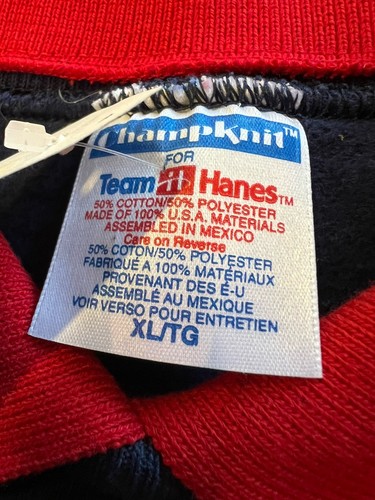 ChampKnit™
FOR
Team H Hanes™
50% COTTON/50% POLYESTER
MADE OF 100% U.S.A. MATERIALS
ASSEMBLED IN MEXICO
Care on Reverse
50% COTON/50% POLYESTER
FABRIQUÉ A 100% MATÉRIAUX
PROVENANT DES É-U
ASSEMBLÉ AU MEXIQUE
VOIR VERSO POUR ENTRETIEN
XL/TG